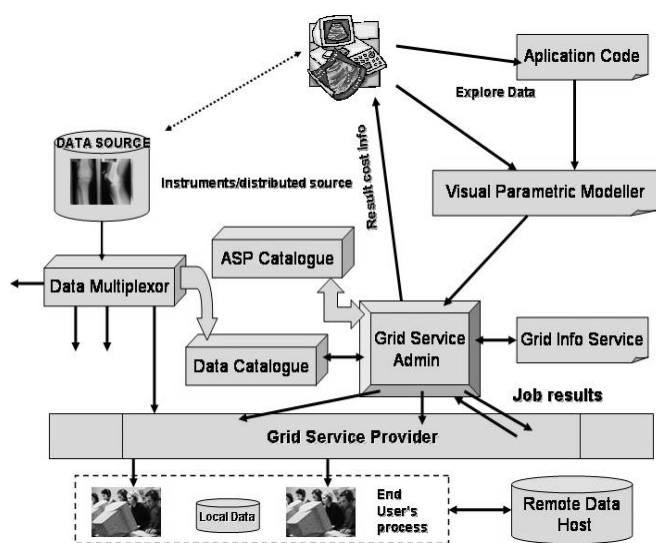 Aplication Code
Explore Data
DATA SOURCE
Instruments/distributed source
Result cost info
Visual Parametric Modeller
ASP Catalogue
Data Multiplexor
Grid Service
Admin
Grid Info Service
Data Catalogue
Job results
Grid Service Provider
Local Data
End
User's
process
Remote Data
Host